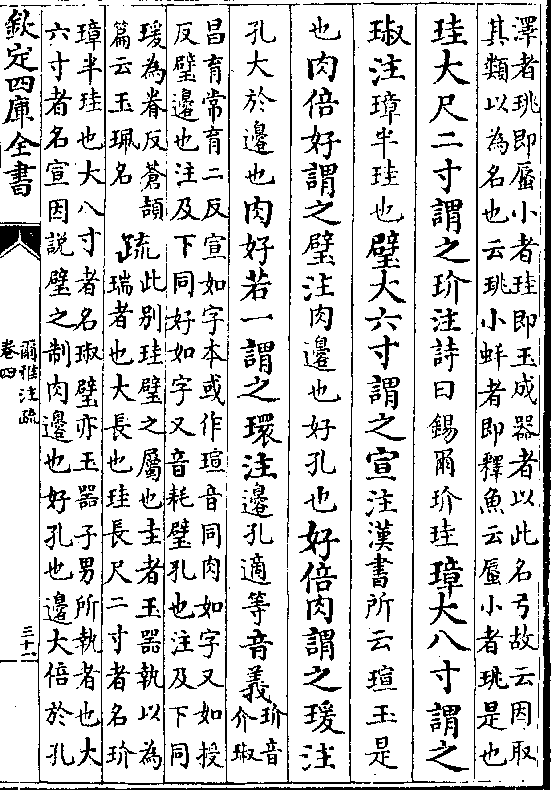 澤者珧即蜃小者珪即玉成器者以此名弓故云因取
其類以為名也云珧小蚌者即釋魚云蜃小者珧是也
珪大尺二寸謂之玠注詩曰錫爾玠珪璋大八寸謂之
琡注璋半珪也璧大六寸謂之宣注漢書所云瑄玉是
也肉倍好謂之璧注肉邊也好孔也好倍肉謂之瑗注
孔大於邊也肉好若一謂之環注邊孔適等音義玠音介琡
昌育常育二反宣如字本或作瑄音同肉如字又如授
反璧邊也注及下同好如字又音耗璧孔也注及下同
瑗為眷反蒼頡
篇云玉珮名
疏
此别珪璧之屬也圭者玉器執以為
瑞者也大長也珪長尺二寸者名玠
璋半珪也大八寸者名琡璧亦玉器子男所執者也大
六寸者名宣因説璧之制肉邊也好孔也邊大倍於孔
欽定四庫全書
爾雅注疏
卷四
三十二